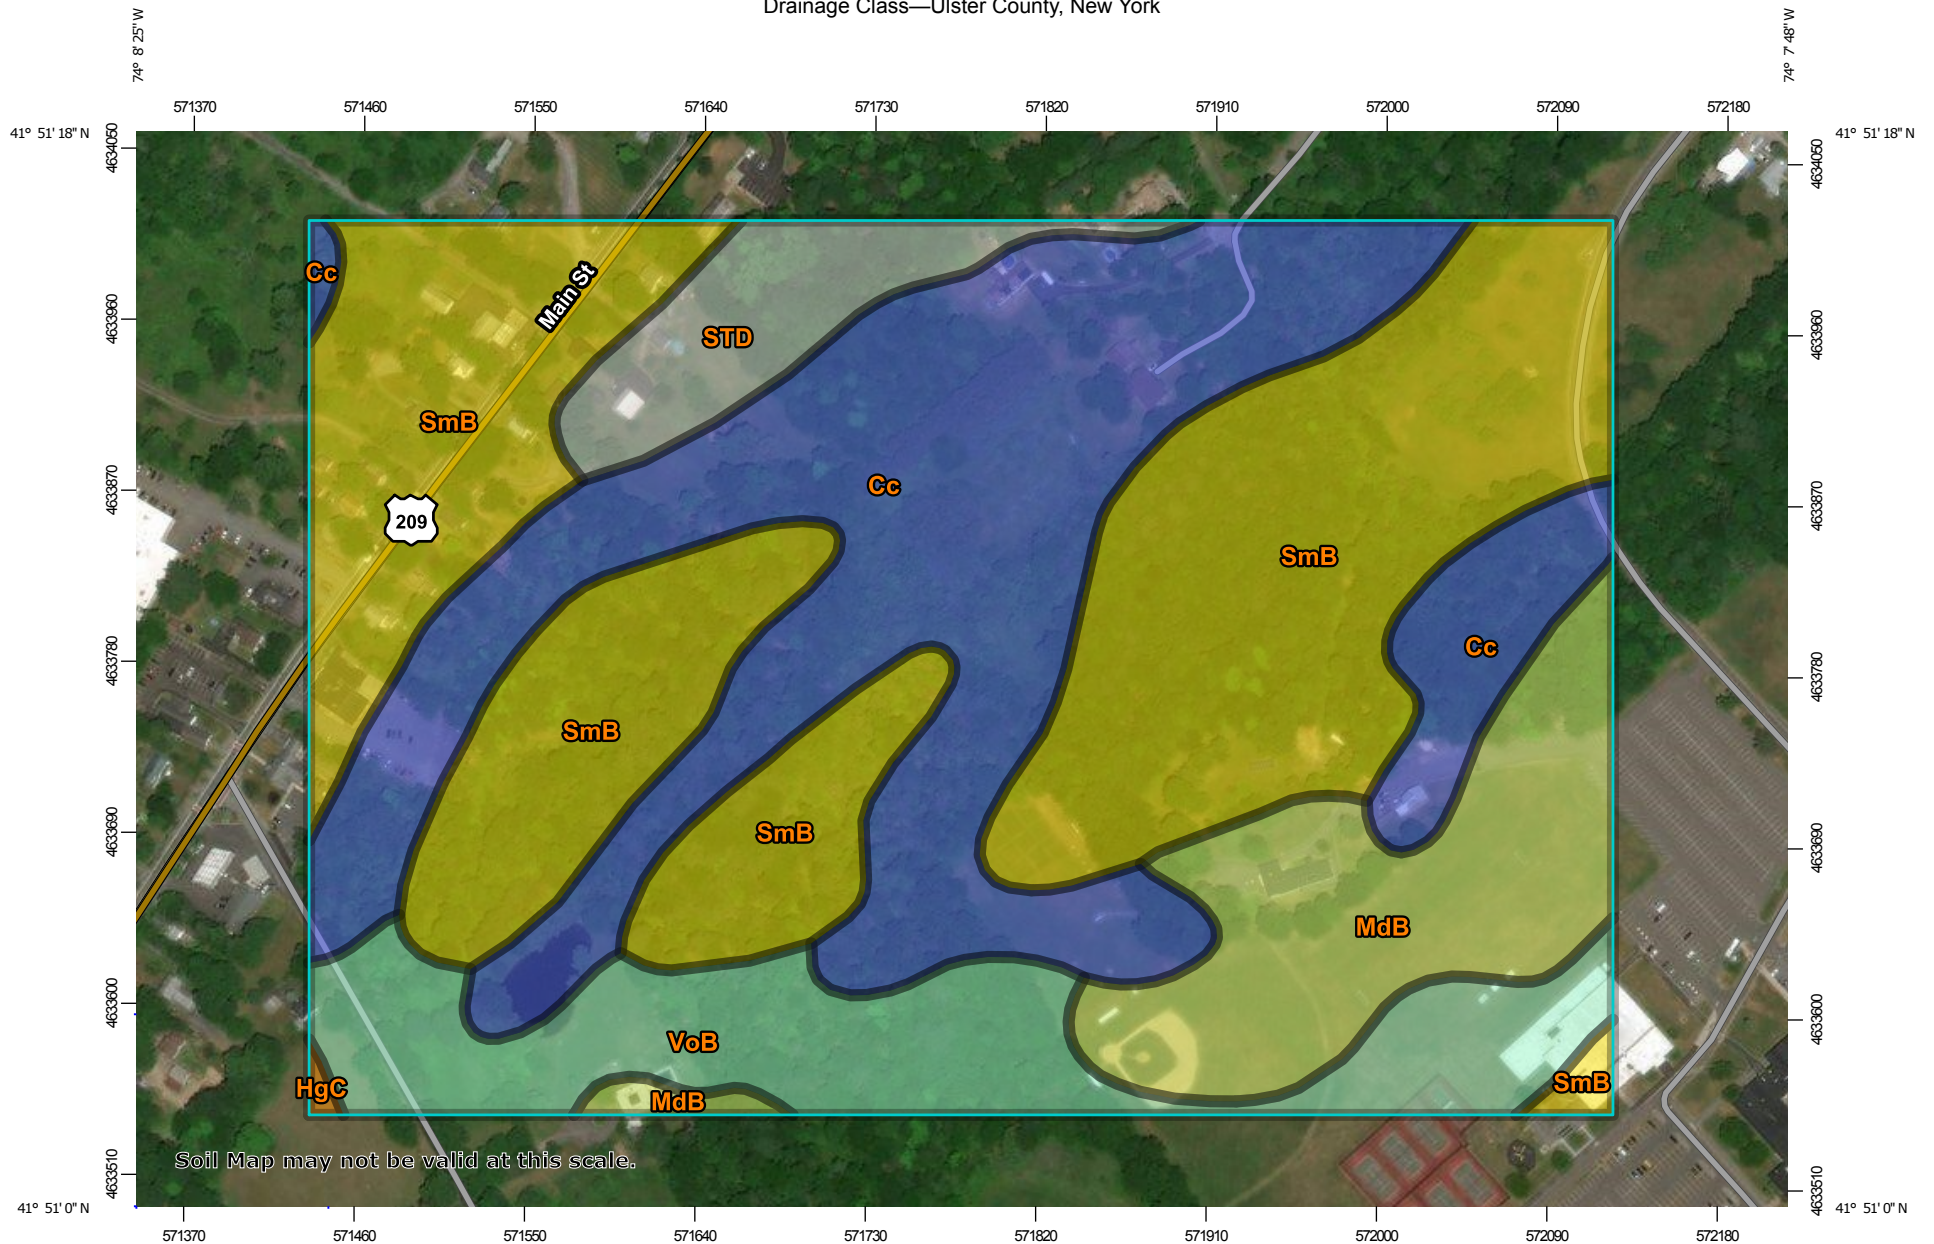 Drainage Class—Ulster County, New York
74° 8' 25'' W
74° 7' 48'' W
571370 571460 571550 571640 571730 571820 571910 572000 572090 572180
41° 51' 18'' N
41° 51' 18'' N
4634050
4634050
Cc
Main St
4633960
4633960
STD
SmB
4633870
4633870
Cc
209
SmB
4633780
4633780
Cc
SmB
4633690
4633690
SmB
MdB
4633600
4633600
VoB
HgC
MdB
SmB
4633510
4633510
Soil Map may not be valid at this scale.
41° 51' 0'' N
41° 51' 0'' N
571370 571460 571550 571640 571730 571820 571910 572000 572090 572180